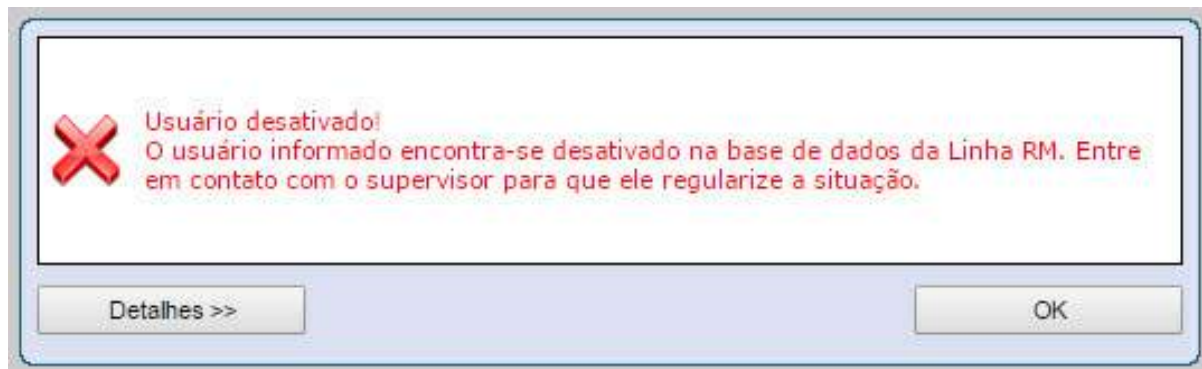 Usuário desativado!
O usuário informado encontra-se desativado na base de dados da Linha RM. Entre
em contato com o supervisor para que ele regularize a situação.
Detalhes >>
OK